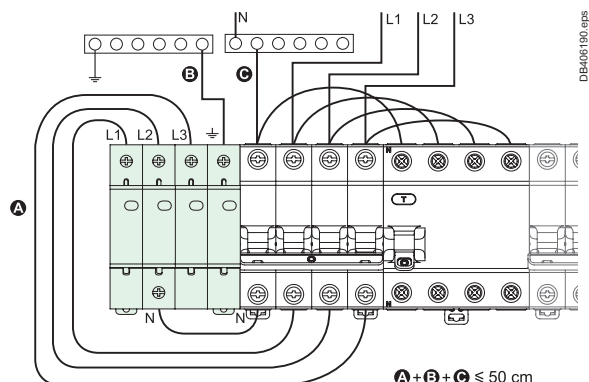 N
L1 L2 L3
DB406190.eps
B C
L1 L2 L3
N
T
A
N N
N
A + B + C ≤ 50 cm